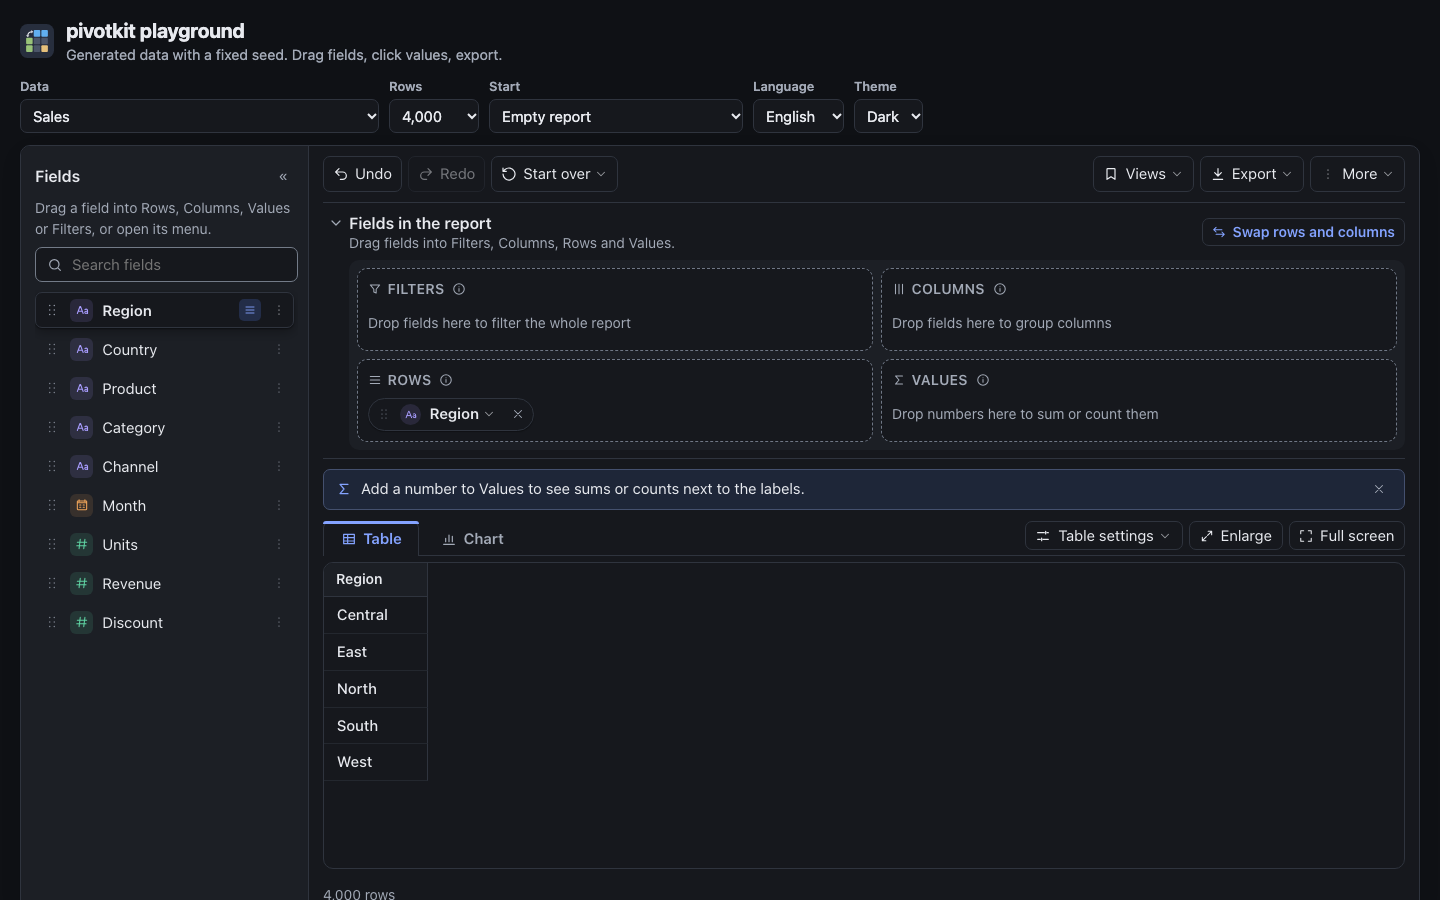 pivotkit playground
Generated data with a fixed seed. Drag fields, click values, export.
Data
Rows
Start
Language
Theme
Sales
4,000
Empty report
English
Dark
Fields
«
Drag a field into Rows, Columns, Values
or Filters, or open its menu.
Search fields
Aa Region
Aa Country
Aa Product
Aa Category
Aa Channel
Month
# Units
# Revenue
# Discount
Undo
Redo
Start over
Views
Export
More
Fields in the report
Drag fields into Filters, Columns, Rows and Values.
Swap rows and columns
FILTERS
Drop fields here to filter the whole report
COLUMNS
Drop fields here to group columns
ROWS
Aa Region
Σ VALUES
Drop numbers here to sum or count them
Σ Add a number to Values to see sums or counts next to the labels.
Table
Chart
Table settings
Enlarge
Full screen
Region
Central
East
North
South
West
4,000 rows